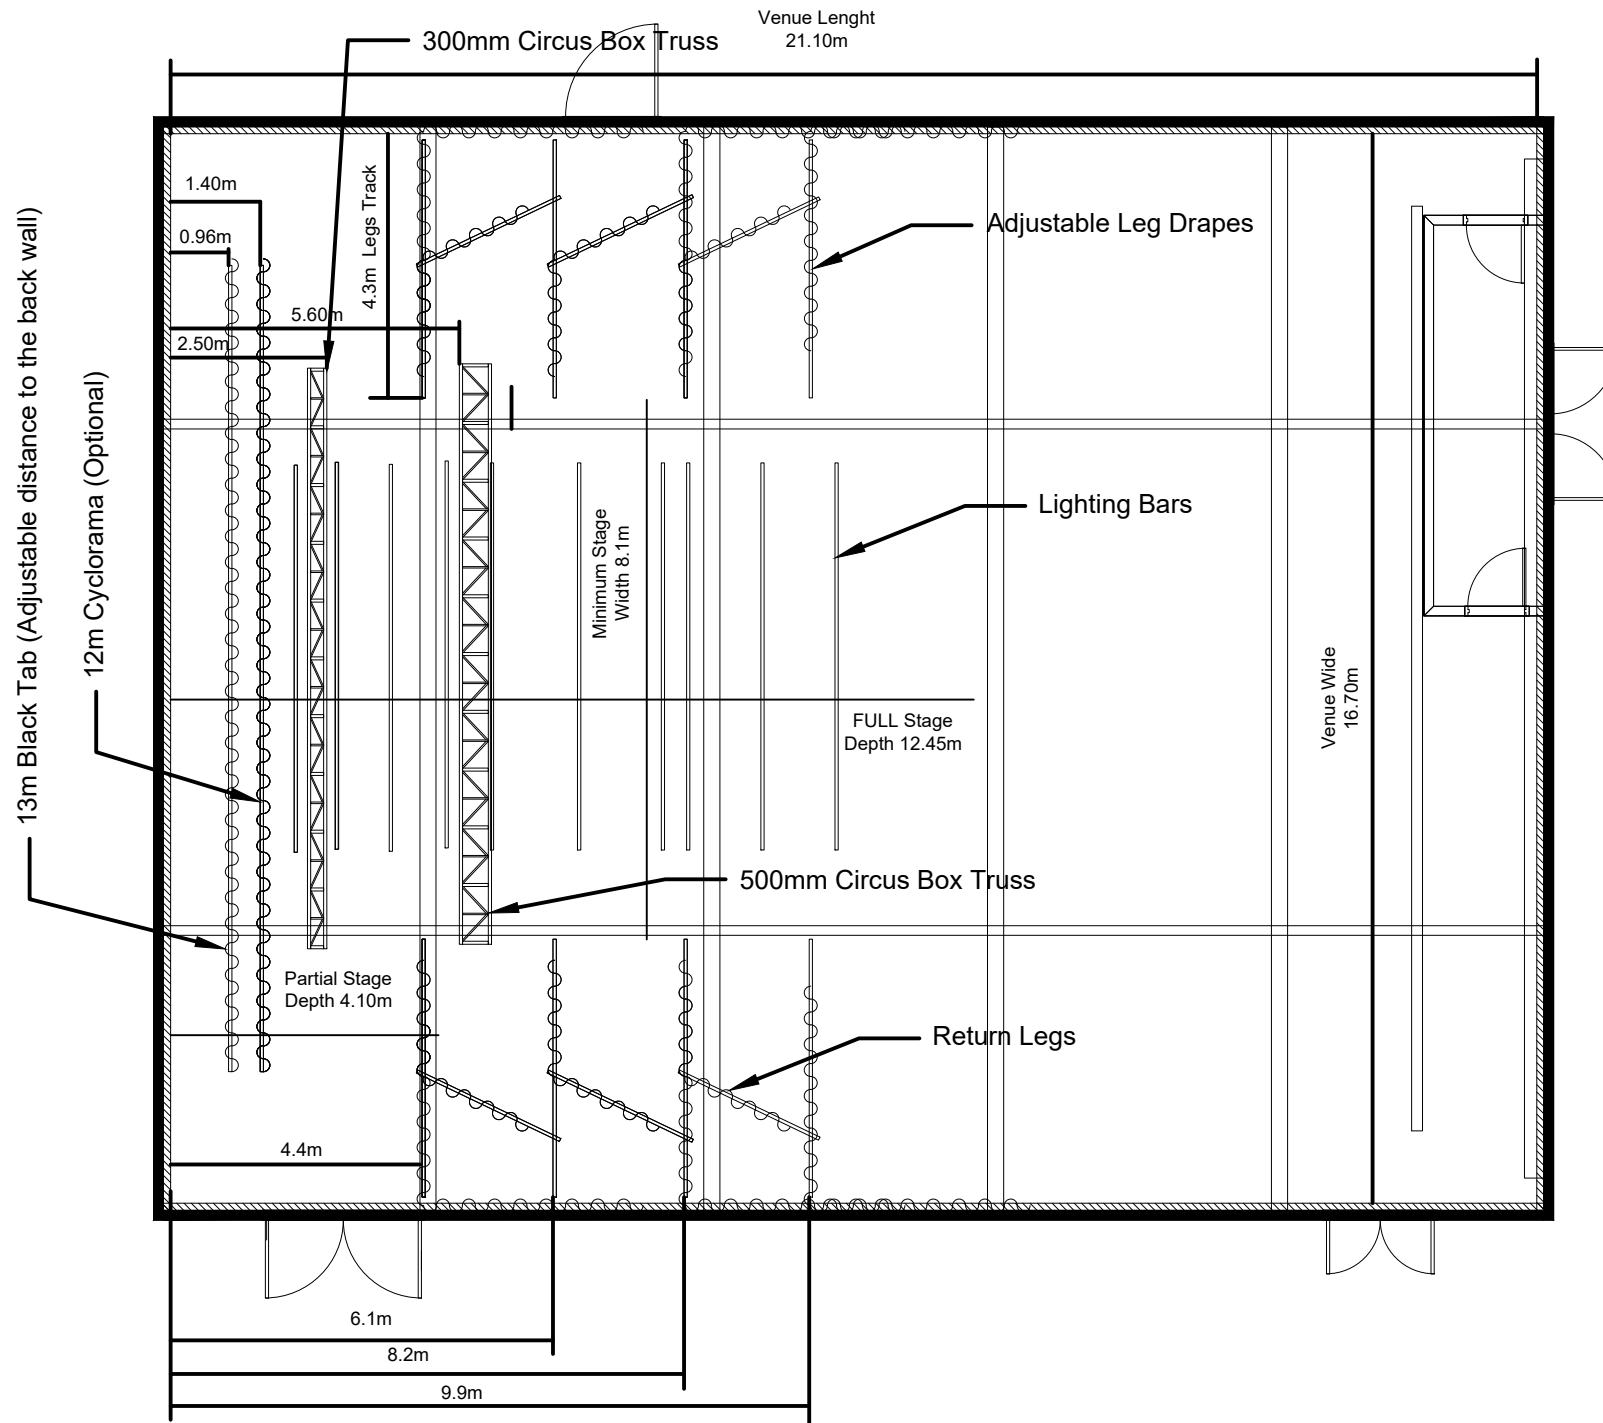 Venue Lenght
21.10m
300mm Circus Box Truss
1.40m
0.96m
4.3m Legs Track
Adjustable Leg Drapes
5.60m
2.50m
13m Black Tab (Adjustable distance to the back wall)
12m Cyclorama (Optional)
Lighting Bars
Minimum Stage
Width 8.1m
FULL Stage
Depth 12.45m
Venue Wide
16.70m
500mm Circus Box Truss
Partial Stage
Depth 4.10m
Return Legs
4.4m
6.1m
8.2m
9.9m